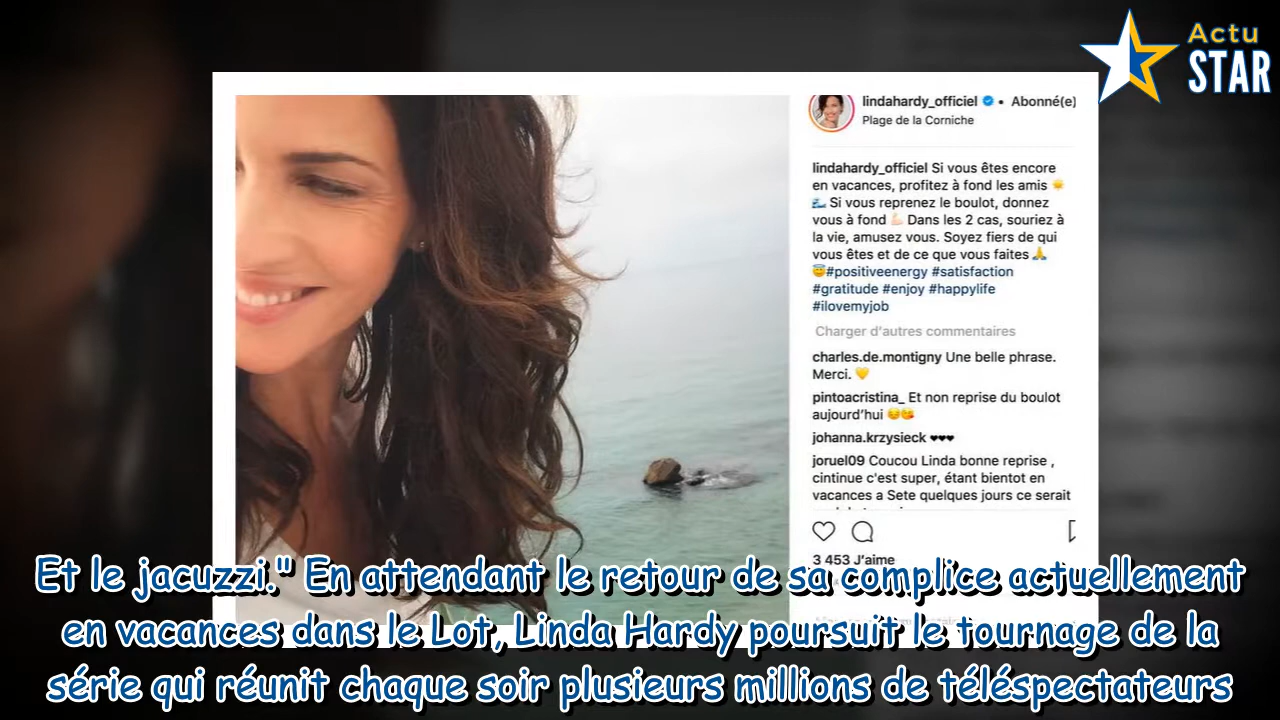 Actu
STAR
lindahardy_officiel • Abonné(e)
Plage de la Corniche
lindahardy_officiel Si vous êtes encore
en vacances, profitez à fond les amis ☀️
🌊 Si vous reprenez le boulot, donnez
vous à fond 💪🏻 Dans les 2 cas, souriez à
la vie, amusez vous. Soyez fiers de qui
vous êtes et de ce que vous faites 🙏
😇#positiveenergy #satisfaction
#gratitude #enjoy #happylife
#ilovemyjob
Charger d'autres commentaires
charles.de.montigny Une belle phrase.
Merci. 💛
pintoacristina_ Et non reprise du boulot
aujourd'hui 😏😘
johanna.krzysieck ♥♥♥
joruel09 Coucou Linda bonne reprise ,
cintinue c'est super, étant bientot en
vacances a Sete quelques jours ce serait
3 453 J'aime
Et le jacuzzi." En attendant le retour de sa complice actuellement
en vacances dans le Lot, Linda Hardy poursuit le tournage de la
série qui réunit chaque soir plusieurs millions de téléspectateurs